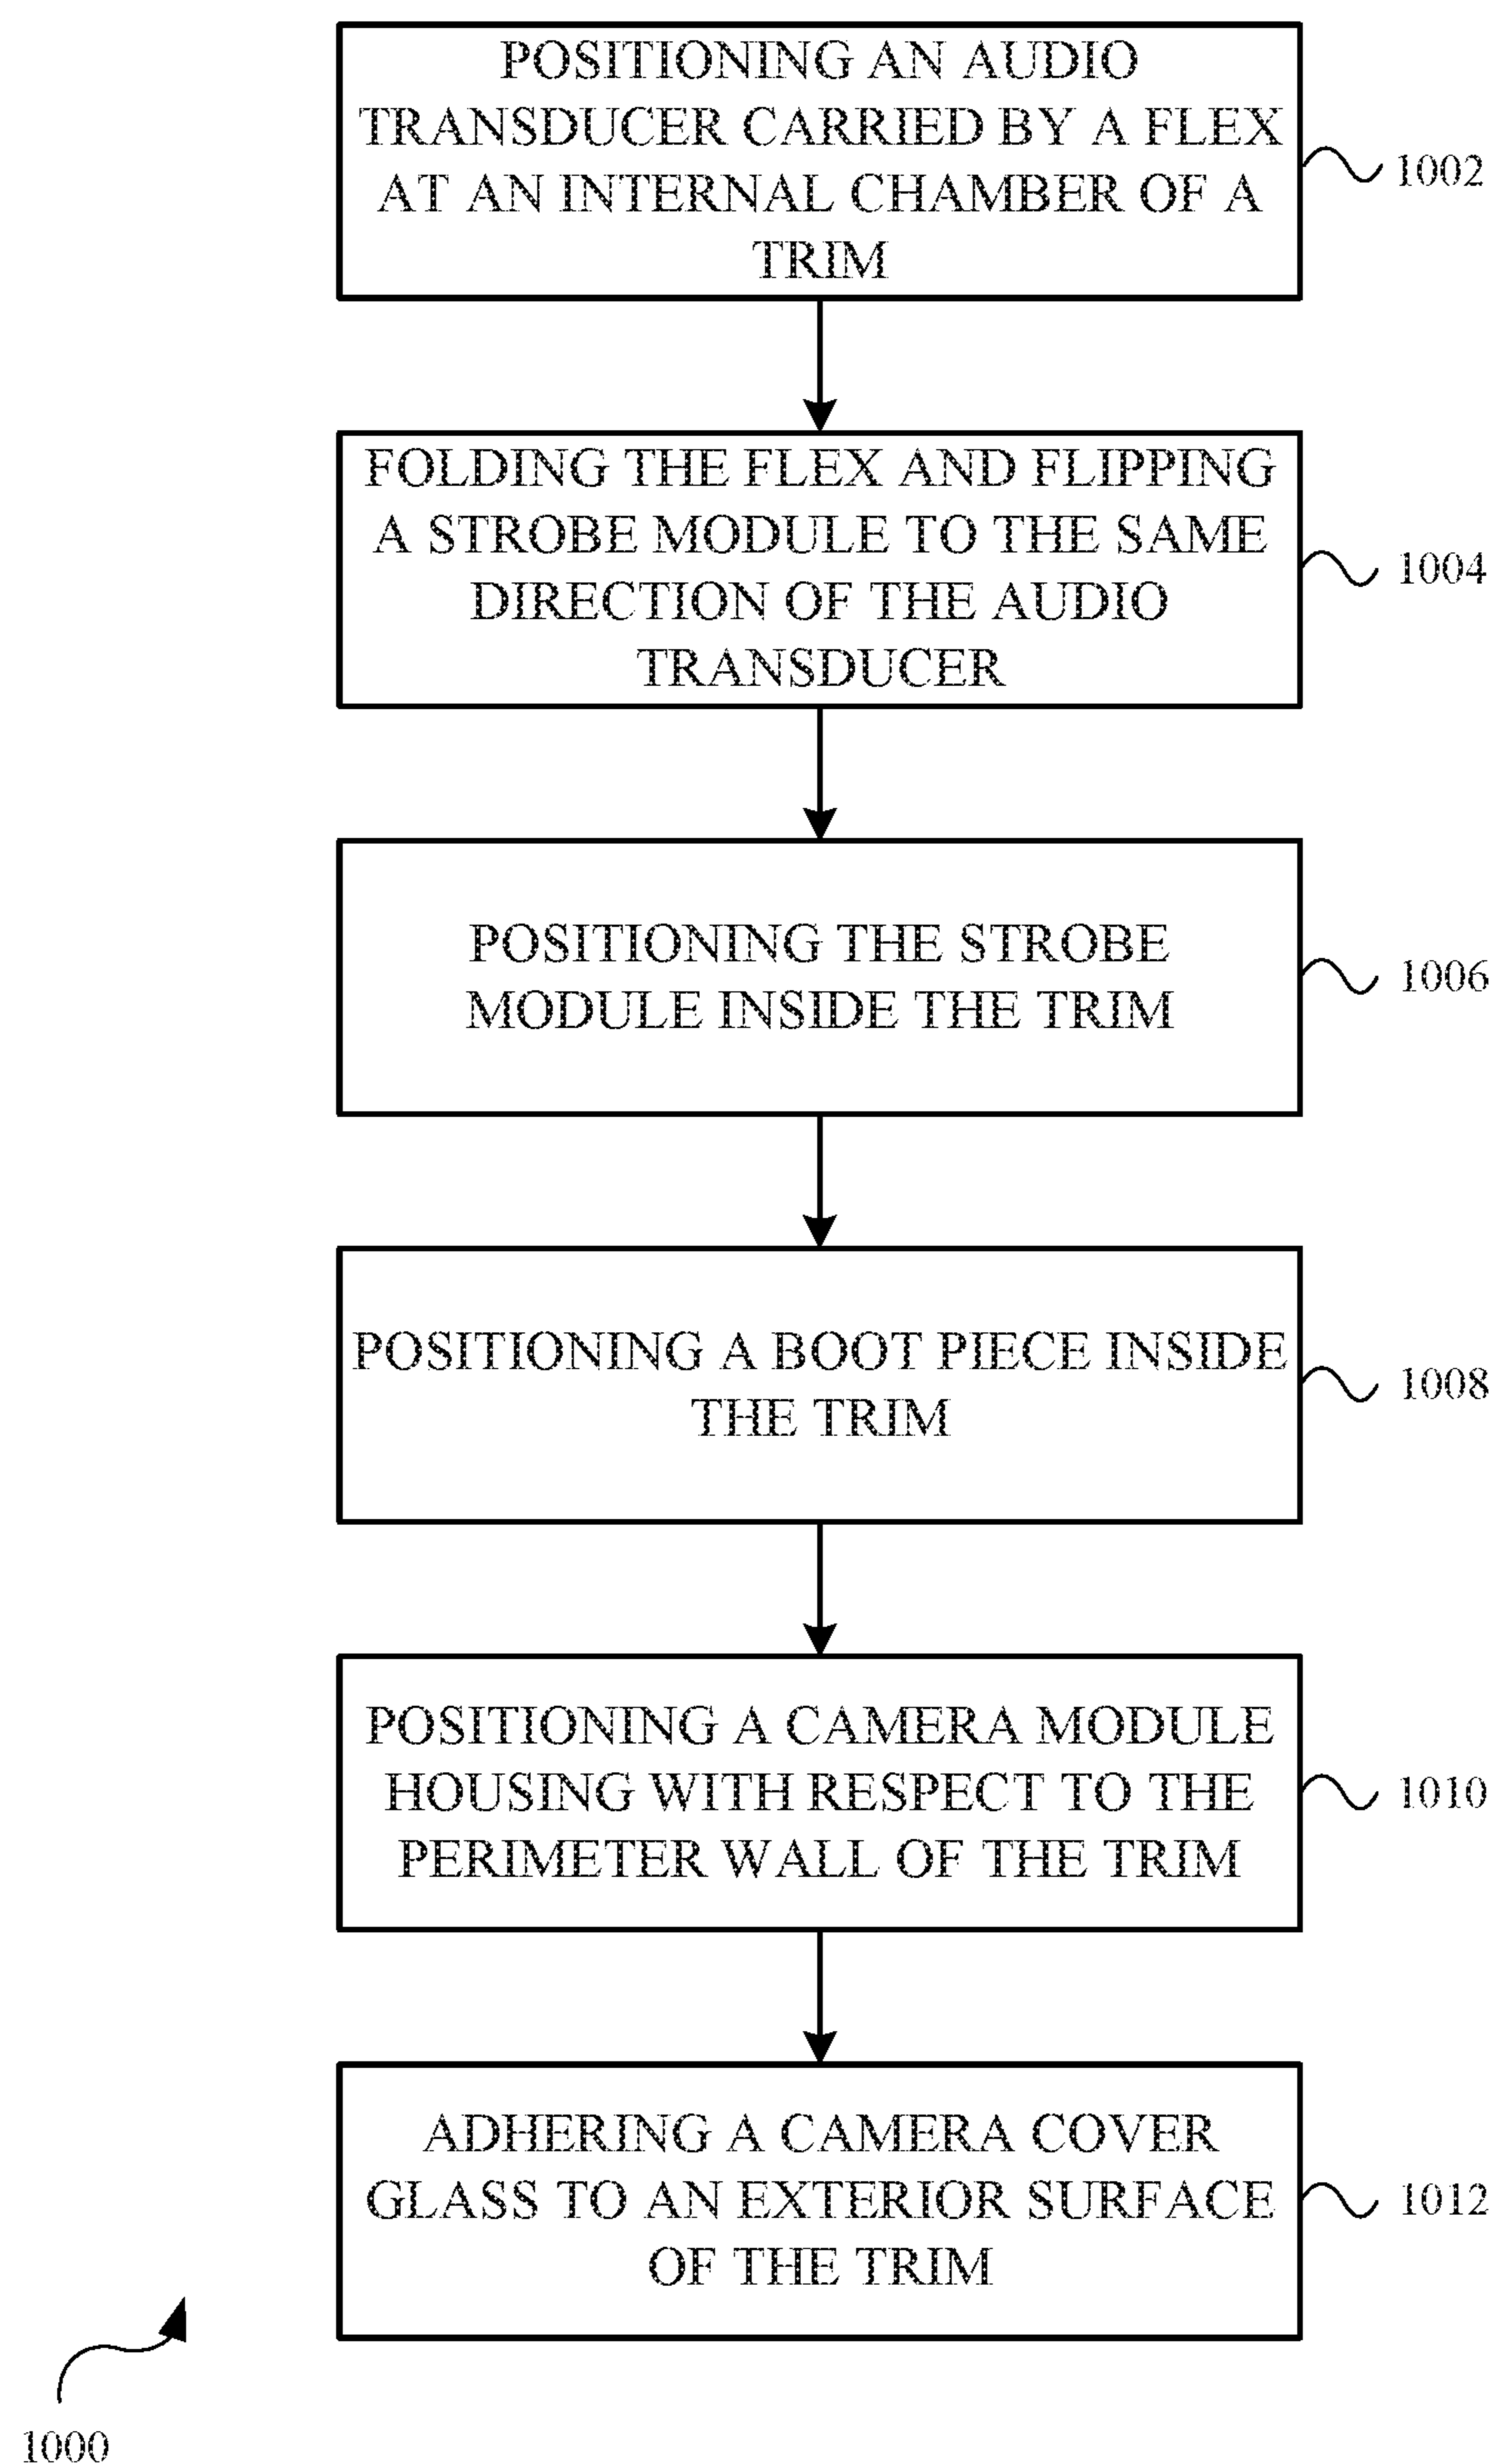 POSITIONING AN AUDIO
TRANSDUCER CARRIED BY A FLEX
AT AN INTERNAL CHAMBER OF A
TRIM
1002
FOLDING THE FLEX AND FLIPPING
A STROBE MODULE TO THE SAME
DIRECTION OF THE AUDIO
TRANSDUCER
1004
POSITIONING THE STROBE
MODULE INSIDE THE TRIM
1006
POSITIONING A BOOT PIECE INSIDE
THE TRIM
1008
POSITIONING A CAMERA MODULE
HOUSING WITH RESPECT TO THE
PERIMETER WALL OF THE TRIM
1010
ADHERING A CAMERA COVER
GLASS TO AN EXTERIOR SURFACE
OF THE TRIM
1012
1000